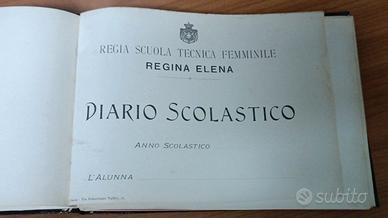 REGIA SCUOLA TECNICA FEMMINILE
REGINA ELENA
DIARIO SCOLASTICO
ANNO SCOLASTICO
L'ALUNNA
subito